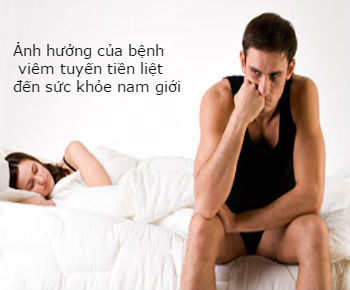 Ảnh hưởng của bệnh
viêm tuyến tiền liệt
đến sức khỏe nam giới